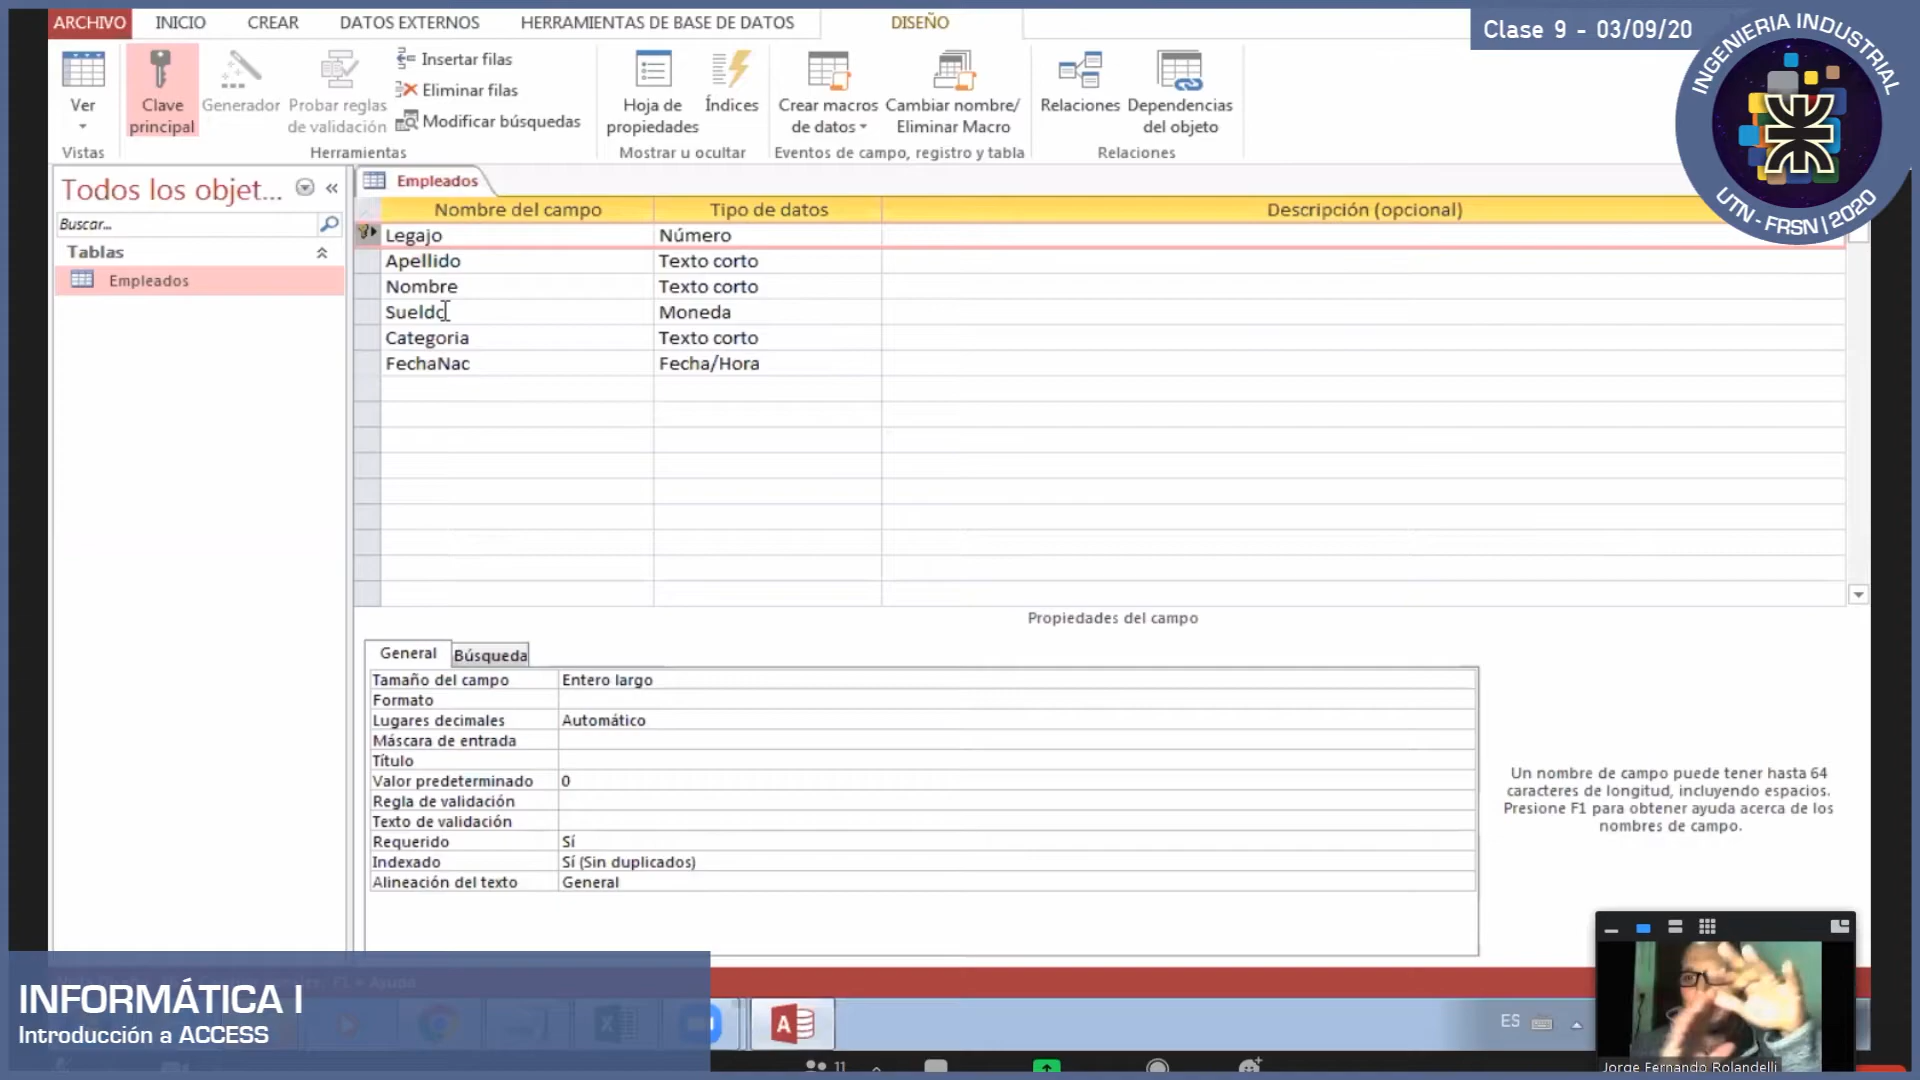 ARCHIVO INICIO CREAR DATOS EXTERNOS HERRAMIENTAS DE BASE DE DATOS DISEÑO
Clase 9 - 03/09/20
INGENIERIA INDUSTRIAL
UTN - FRSN | 2020
Ver
Clave principal
Generador
Probar reglas de validación
Insertar filas
Eliminar filas
Modificar búsquedas
Hoja de propiedades
Índices
Crear macros de datos
Cambiar nombre/ Eliminar Macro
Relaciones
Dependencias del objeto
Vistas Herramientas Mostrar u ocultar Eventos de campo, registro y tabla Relaciones
Todos los objet... «
Buscar...
Tablas
Empleados
Empleados
Nombre del campo Tipo de datos Descripción (opcional)
Legajo Número
Apellido Texto corto
Nombre Texto corto
Sueldo Moneda
Categoria Texto corto
FechaNac Fecha/Hora
Propiedades del campo
General Búsqueda
Tamaño del campo Entero largo
Formato
Lugares decimales Automático
Máscara de entrada
Título
Valor predeterminado 0
Regla de validación
Texto de validación
Requerido Sí
Indexado Sí (Sin duplicados)
Alineación del texto General
Un nombre de campo puede tener hasta 64
caracteres de longitud, incluyendo espacios.
Presione F1 para obtener ayuda acerca de los
nombres de campo.
INFORMÁTICA I
Introducción a ACCESS
ES
11
Jorge Fernando Rolandelli